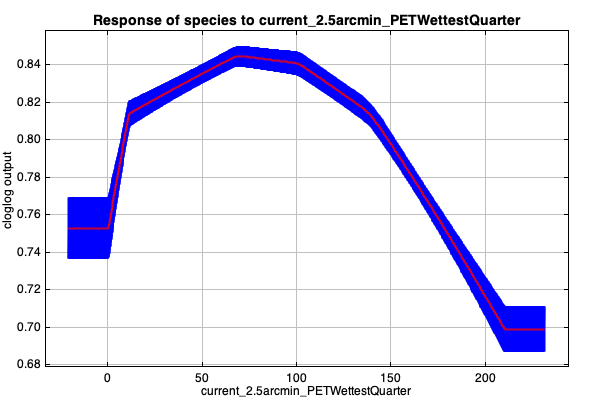 Response of species to current_2.5arcmin_PETWettestQuarter
0.84
0.82
0.80
0.78
0.76
0.74
0.72
0.70
0.68
cloglog output
0 50 100 150 200
current_2.5arcmin_PETWettestQuarter